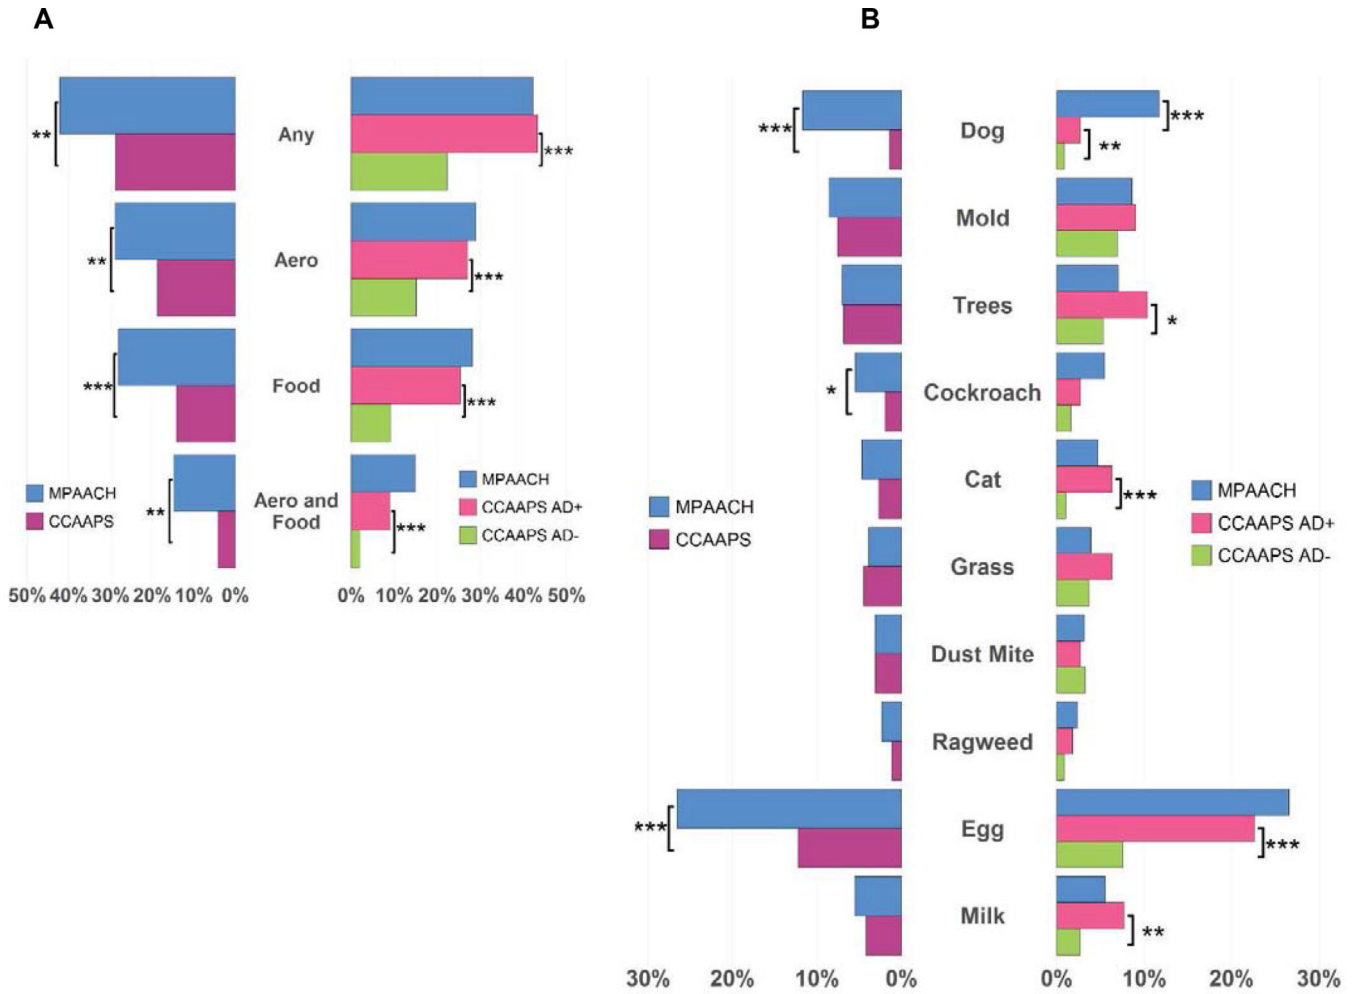 A
B
**
Any
***
**
Aero
***
***
Food
***
**
Aero and
Food
***
MPAACH
CCAAPS
MPAACH
CCAAPS AD+
CCAAPS AD-
50% 40% 30% 20% 10% 0%
0% 10% 20% 30% 40% 50%
***
Dog
***
**
Mold
Trees
*
*
Cockroach
Cat
***
MPAACH
CCAAPS
MPAACH
CCAAPS AD+
CCAAPS AD-
Grass
Dust Mite
Ragweed
***
Egg
***
Milk
**
30% 20% 10% 0%
0% 10% 20% 30%